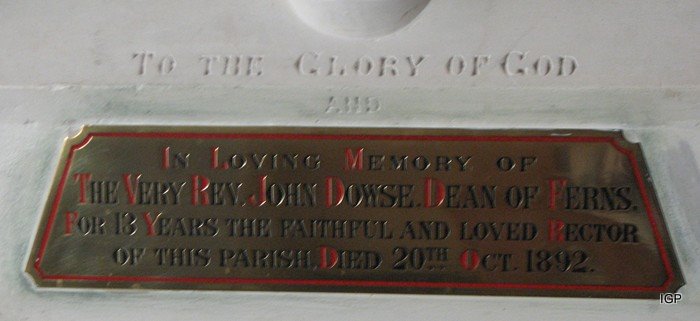 To the Glory of God
and
In Loving Memory of
The Very Rev. John Dowse. Dean of Ferns.
For 13 Years the faithful and loved Rector
of this Parish. Died 20th Oct. 1892.
IGP